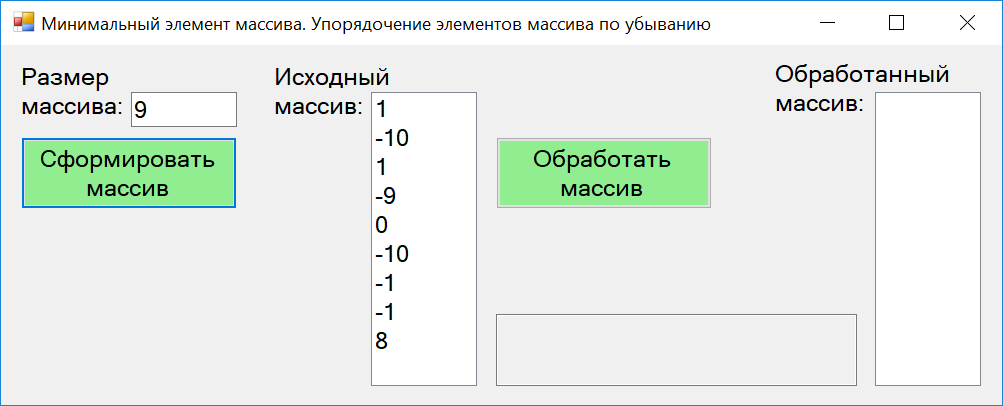 Минимальный элемент массива. Упорядочение элементов массива по убыванию
Размер
массива: 9
Сформировать
массив
Исходный
массив:
1
-10
1
-9
0
-10
-1
-1
8
Обработать
массив
Обработанный
массив: